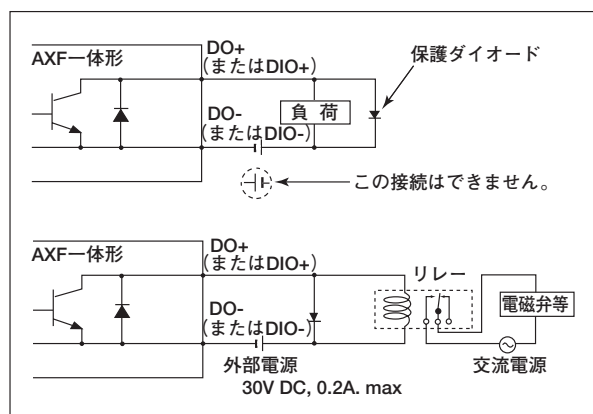 AXF一体形
DO+
(またはDIO+)
保護ダイオード
負 荷
DO-
(またはDIO-)
この接続はできません。
AXF一体形
DO+
(またはDIO+)
リレー
電磁弁等
DO-
(またはDIO-)
外部電源
交流電源
30V DC, 0.2A. max